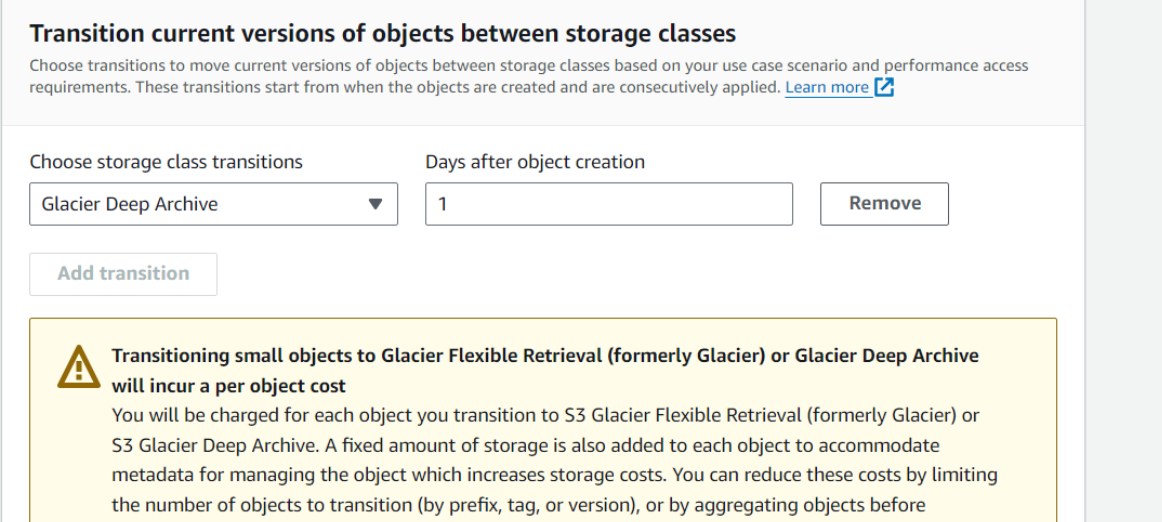 Transition current versions of objects between storage classes
Choose transitions to move current versions of objects between storage classes based on your use case scenario and performance access
requirements. These transitions start from when the objects are created and are consecutively applied. Learn more
Choose storage class transitions
Days after object creation
Glacier Deep Archive
1
Remove
Add transition
Transitioning small objects to Glacier Flexible Retrieval (formerly Glacier) or Glacier Deep Archive
will incur a per object cost
You will be charged for each object you transition to S3 Glacier Flexible Retrieval (formerly Glacier) or
S3 Glacier Deep Archive. A fixed amount of storage is also added to each object to accommodate
metadata for managing the object which increases storage costs. You can reduce these costs by limiting
the number of objects to transition (by prefix, tag, or version), or by aggregating objects before